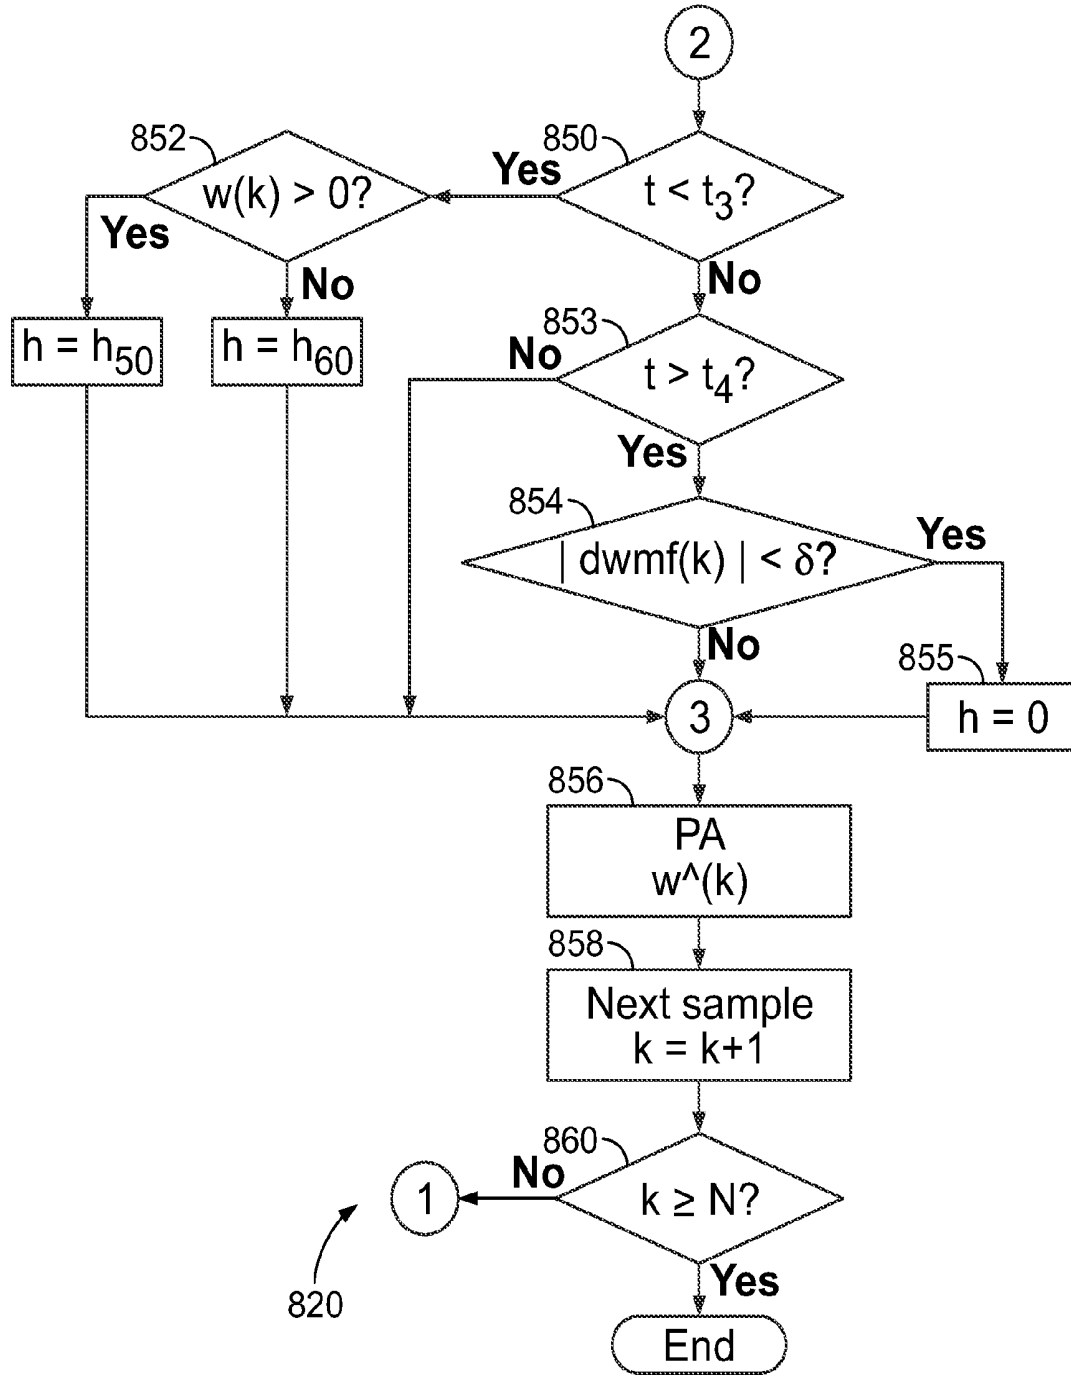 2
852
850
w(k) > 0?
Yes
t < t₃?
Yes
No
No
h = h₅₀
h = h₆₀
853
No
t > t₄?
Yes
854
| dwmf(k) | < δ?
Yes
No
855
3
h = 0
856
PA
w^(k)
858
Next sample
k = k+1
860
No
1
k ≥ N?
820
Yes
End